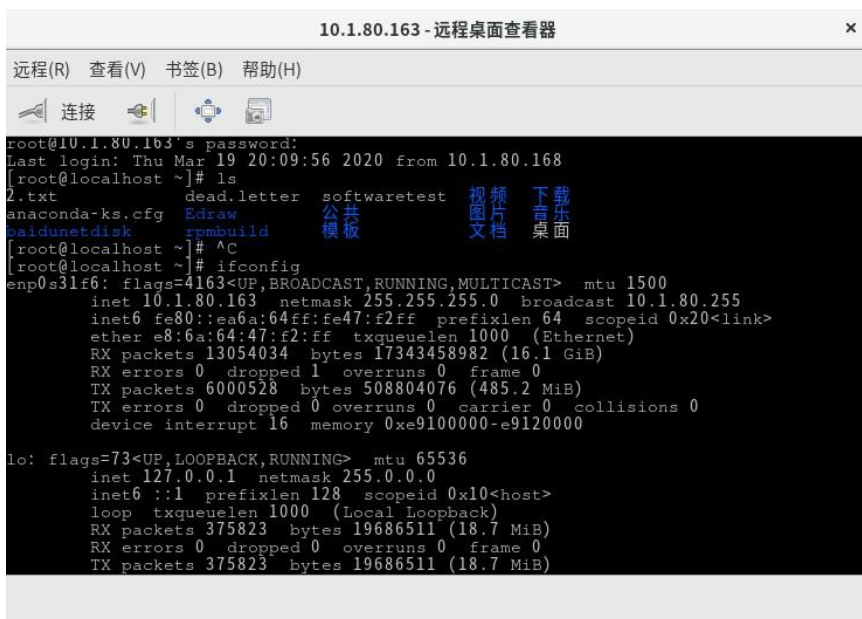 10.1.80.163 - 远程桌面查看器 ×
远程(R) 查看(V) 书签(B) 帮助(H)
连接
root@10.1.80.163's password:
Last login: Thu Mar 19 20:09:56 2020 from 10.1.80.168
[root@localhost ~]# ls
2.txt dead.letter softwaretest 视频 下载
anaconda-ks.cfg Edraw 公共 图片 音乐
baidunetdisk rpmbuild 模板 文档 桌面
[root@localhost ~]# ^C
[root@localhost ~]# ifconfig
enp0s31f6: flags=4163<UP,BROADCAST,RUNNING,MULTICAST> mtu 1500
inet 10.1.80.163 netmask 255.255.255.0 broadcast 10.1.80.255
inet6 fe80::ea6a:64ff:fe47:f2ff prefixlen 64 scopeid 0x20<link>
ether e8:6a:64:47:f2:ff txqueuelen 1000 (Ethernet)
RX packets 13054034 bytes 17343458982 (16.1 GiB)
RX errors 0 dropped 1 overruns 0 frame 0
TX packets 6000528 bytes 508804076 (485.2 MiB)
TX errors 0 dropped 0 overruns 0 carrier 0 collisions 0
device interrupt 16 memory 0xe9100000-e9120000
lo: flags=73<UP,LOOPBACK,RUNNING> mtu 65536
inet 127.0.0.1 netmask 255.0.0.0
inet6 ::1 prefixlen 128 scopeid 0x10<host>
loop txqueuelen 1000 (Local Loopback)
RX packets 375823 bytes 19686511 (18.7 MiB)
RX errors 0 dropped 0 overruns 0 frame 0
TX packets 375823 bytes 19686511 (18.7 MiB)